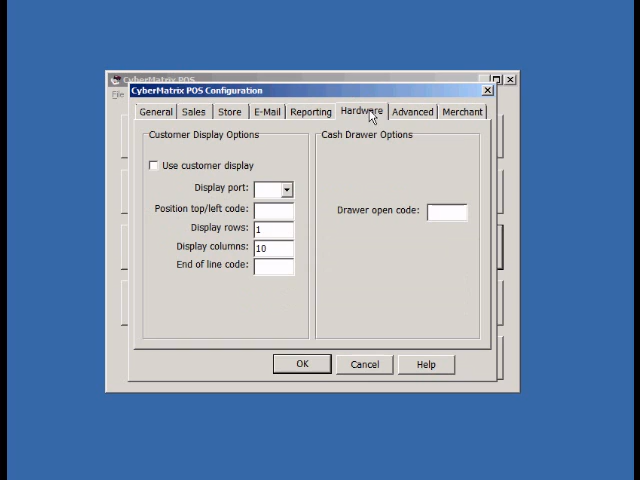 CyberMatrix POS
CyberMatrix POS Configuration
File
General Sales Store E-Mail Reporting Hardware Advanced Merchant
Customer Display Options
Cash Drawer Options
Use customer display
Display port:
Position top/left code:
Drawer open code:
Display rows: 1
Display columns: 10
End of line code:
OK Cancel Help